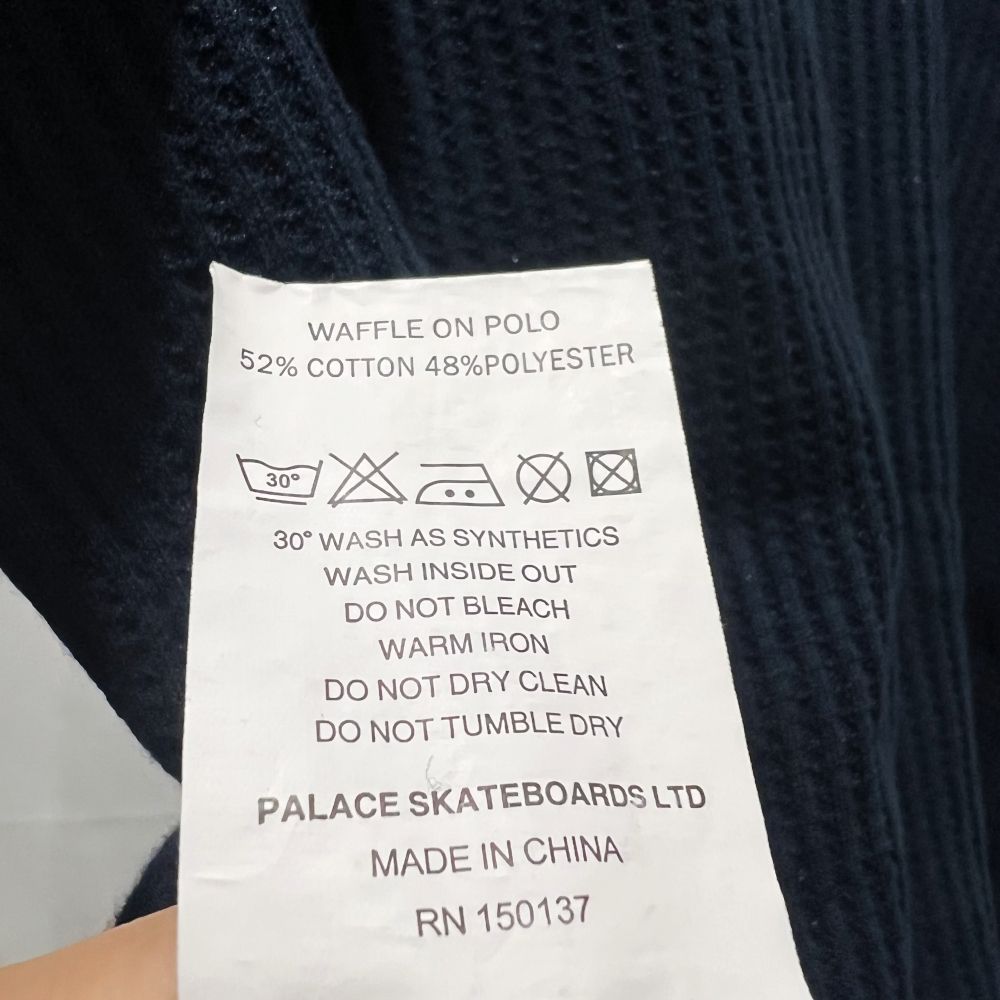 WAFFLE ON POLO
52% COTTON 48%POLYESTER
30°
30° WASH AS SYNTHETICS
WASH INSIDE OUT
DO NOT BLEACH
WARM IRON
DO NOT DRY CLEAN
DO NOT TUMBLE DRY
PALACE SKATEBOARDS LTD
MADE IN CHINA
RN 150137